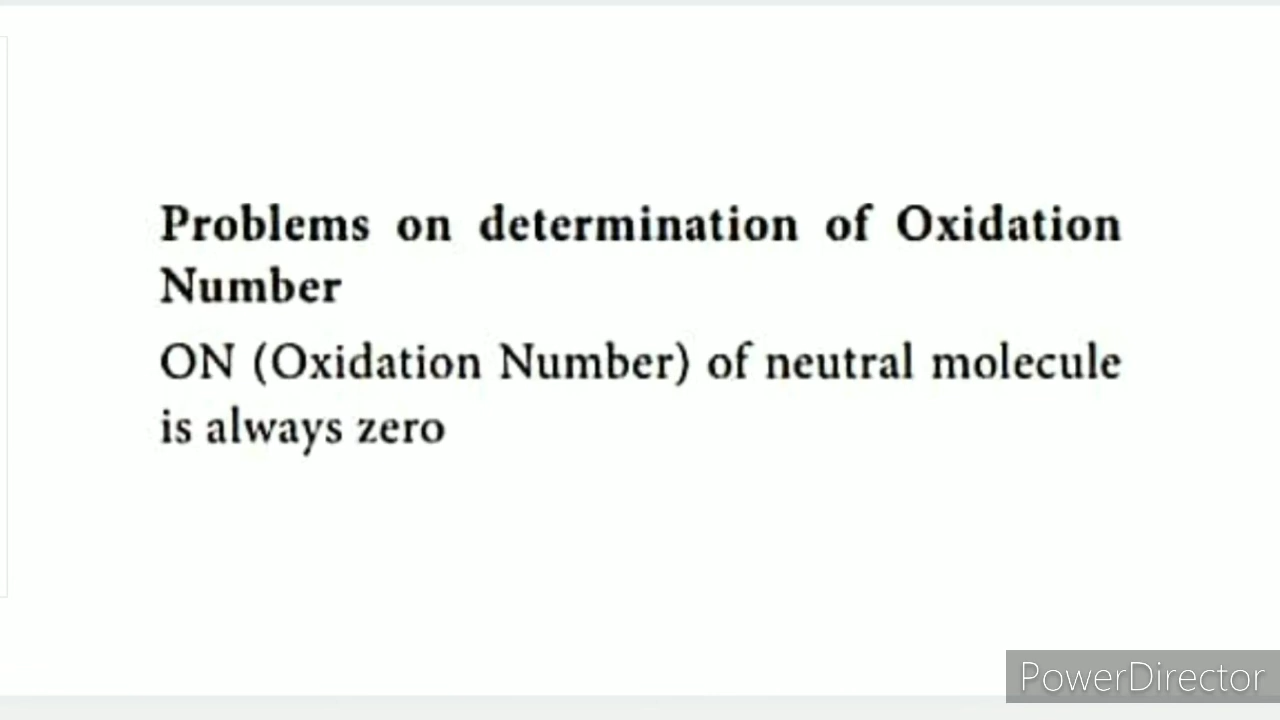 Problems on determination of Oxidation
Number
ON (Oxidation Number) of neutral molecule
is always zero
PowerDirector